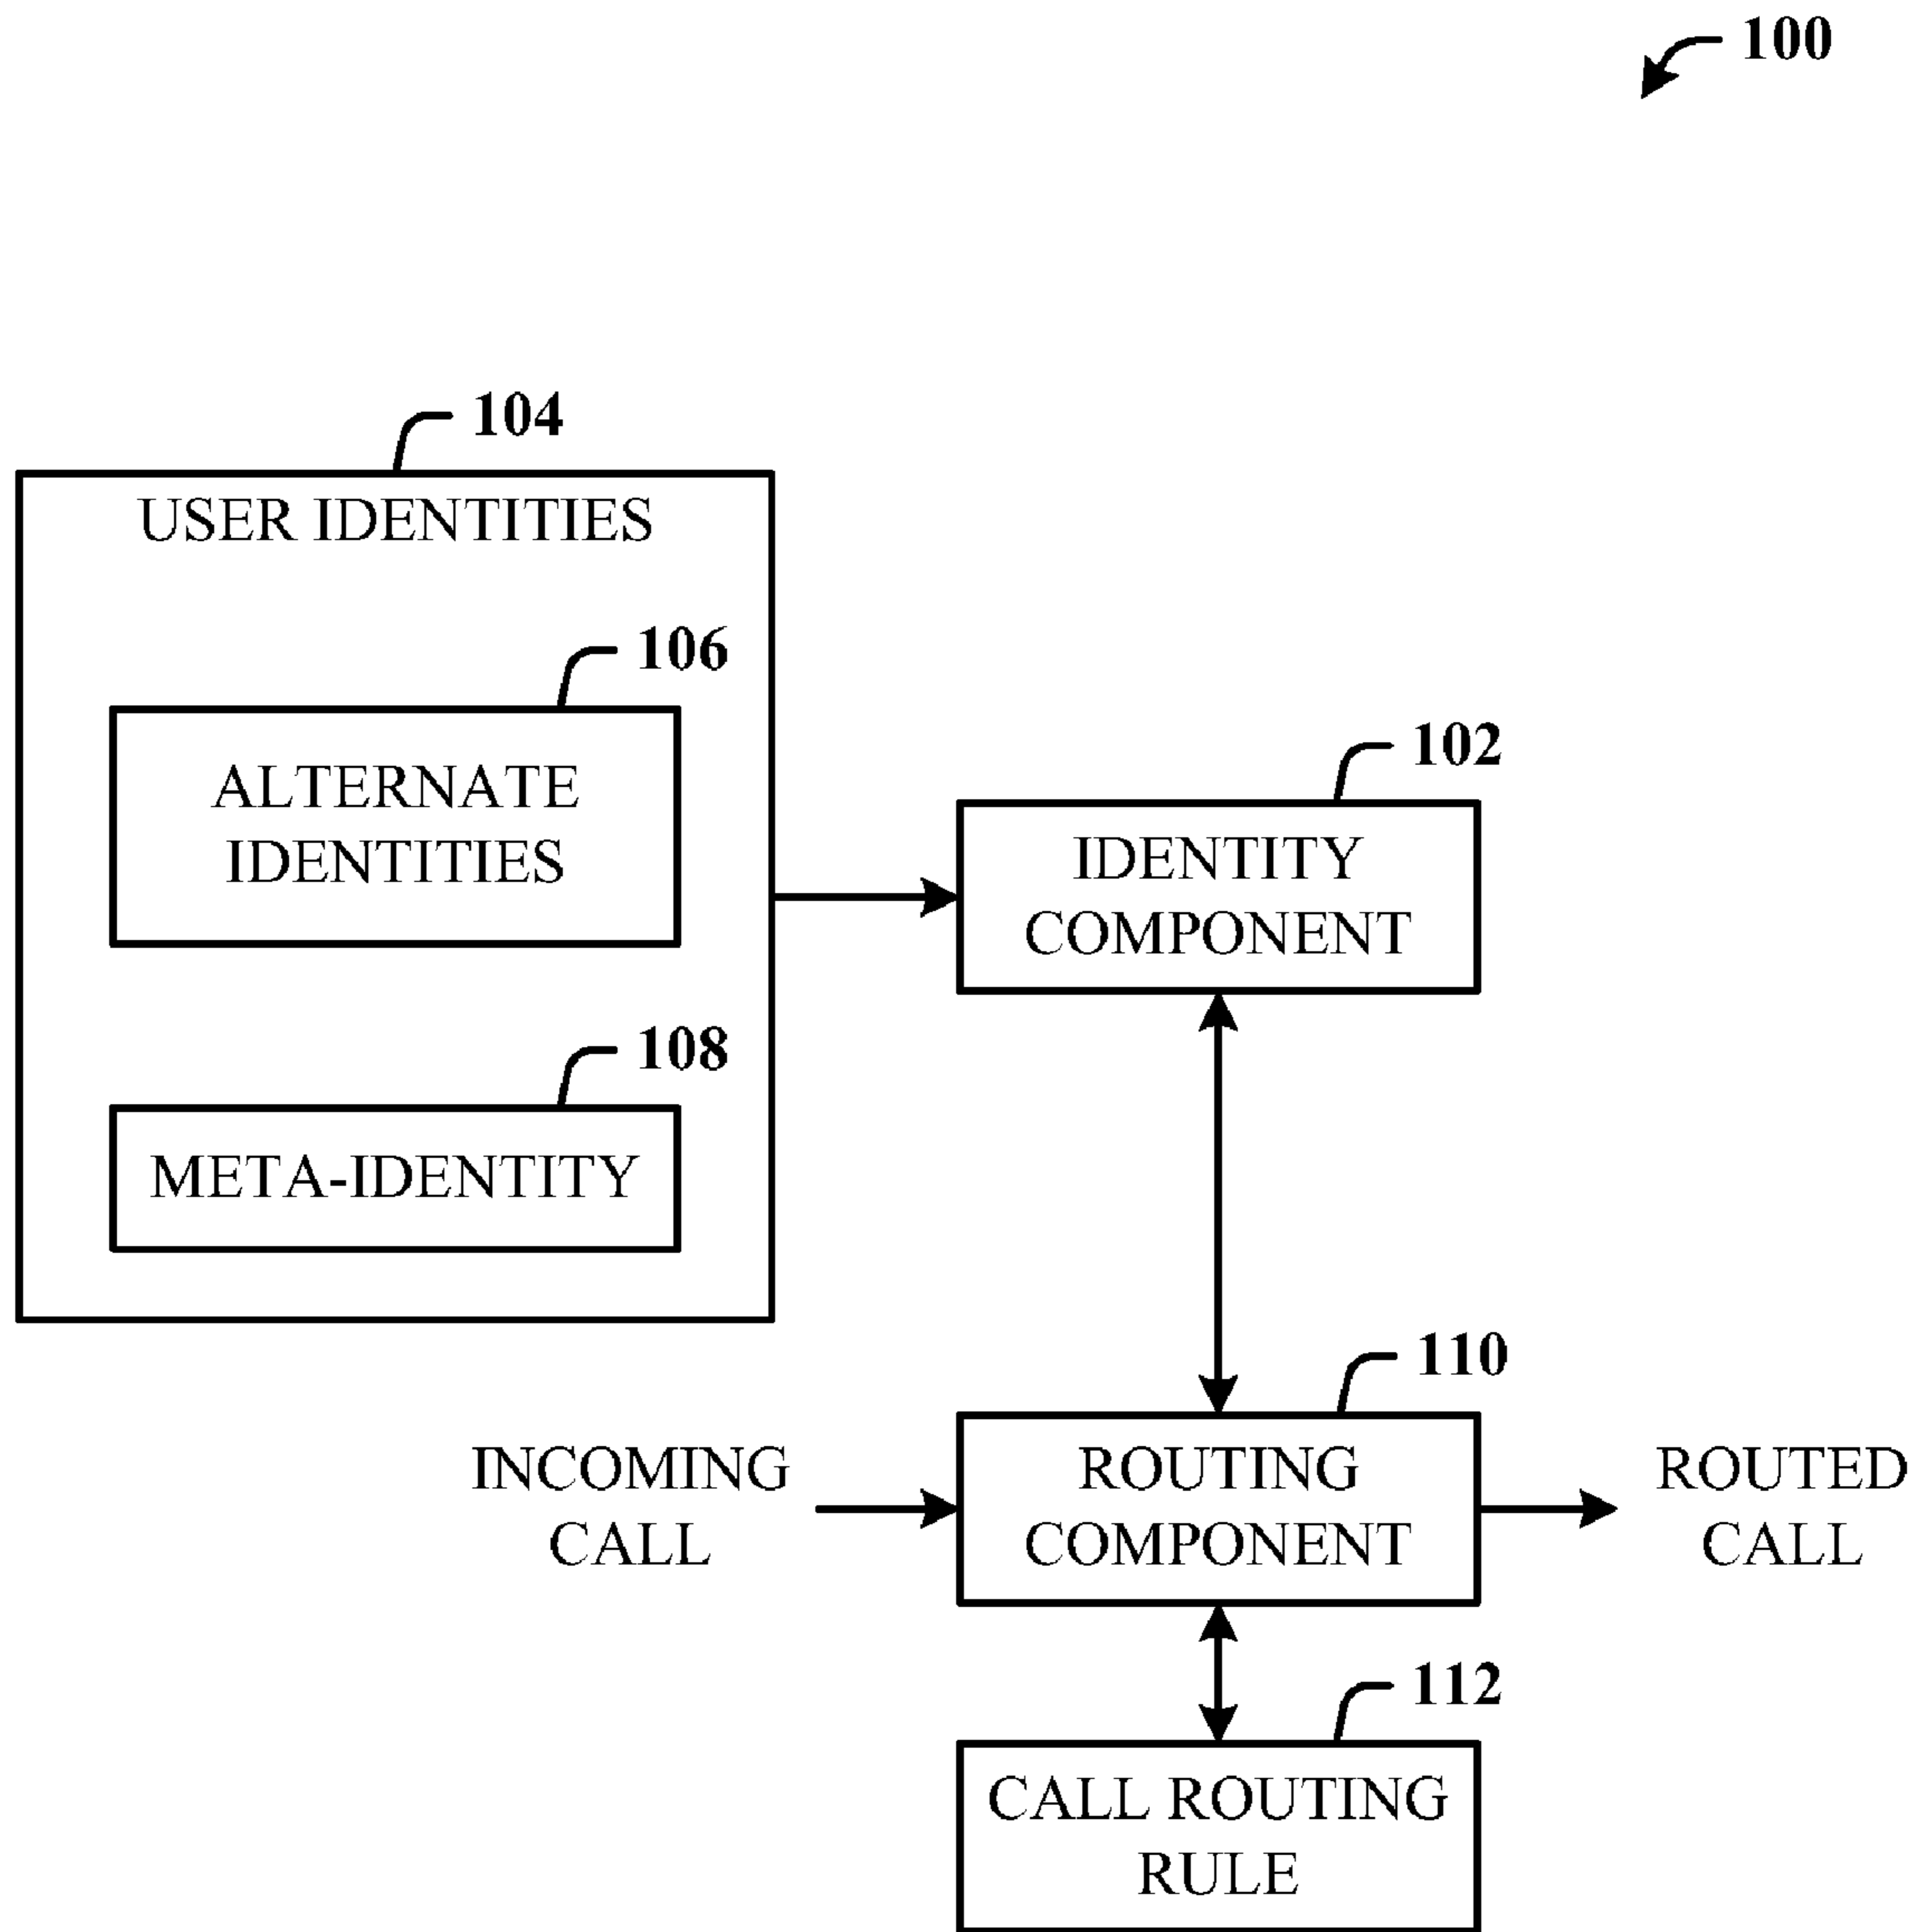 100
104
USER IDENTITIES
106
ALTERNATE
IDENTITIES
102
IDENTITY
COMPONENT
108
META-IDENTITY
110
INCOMING
CALL
ROUTING
COMPONENT
ROUTED
CALL
112
CALL ROUTING
RULE